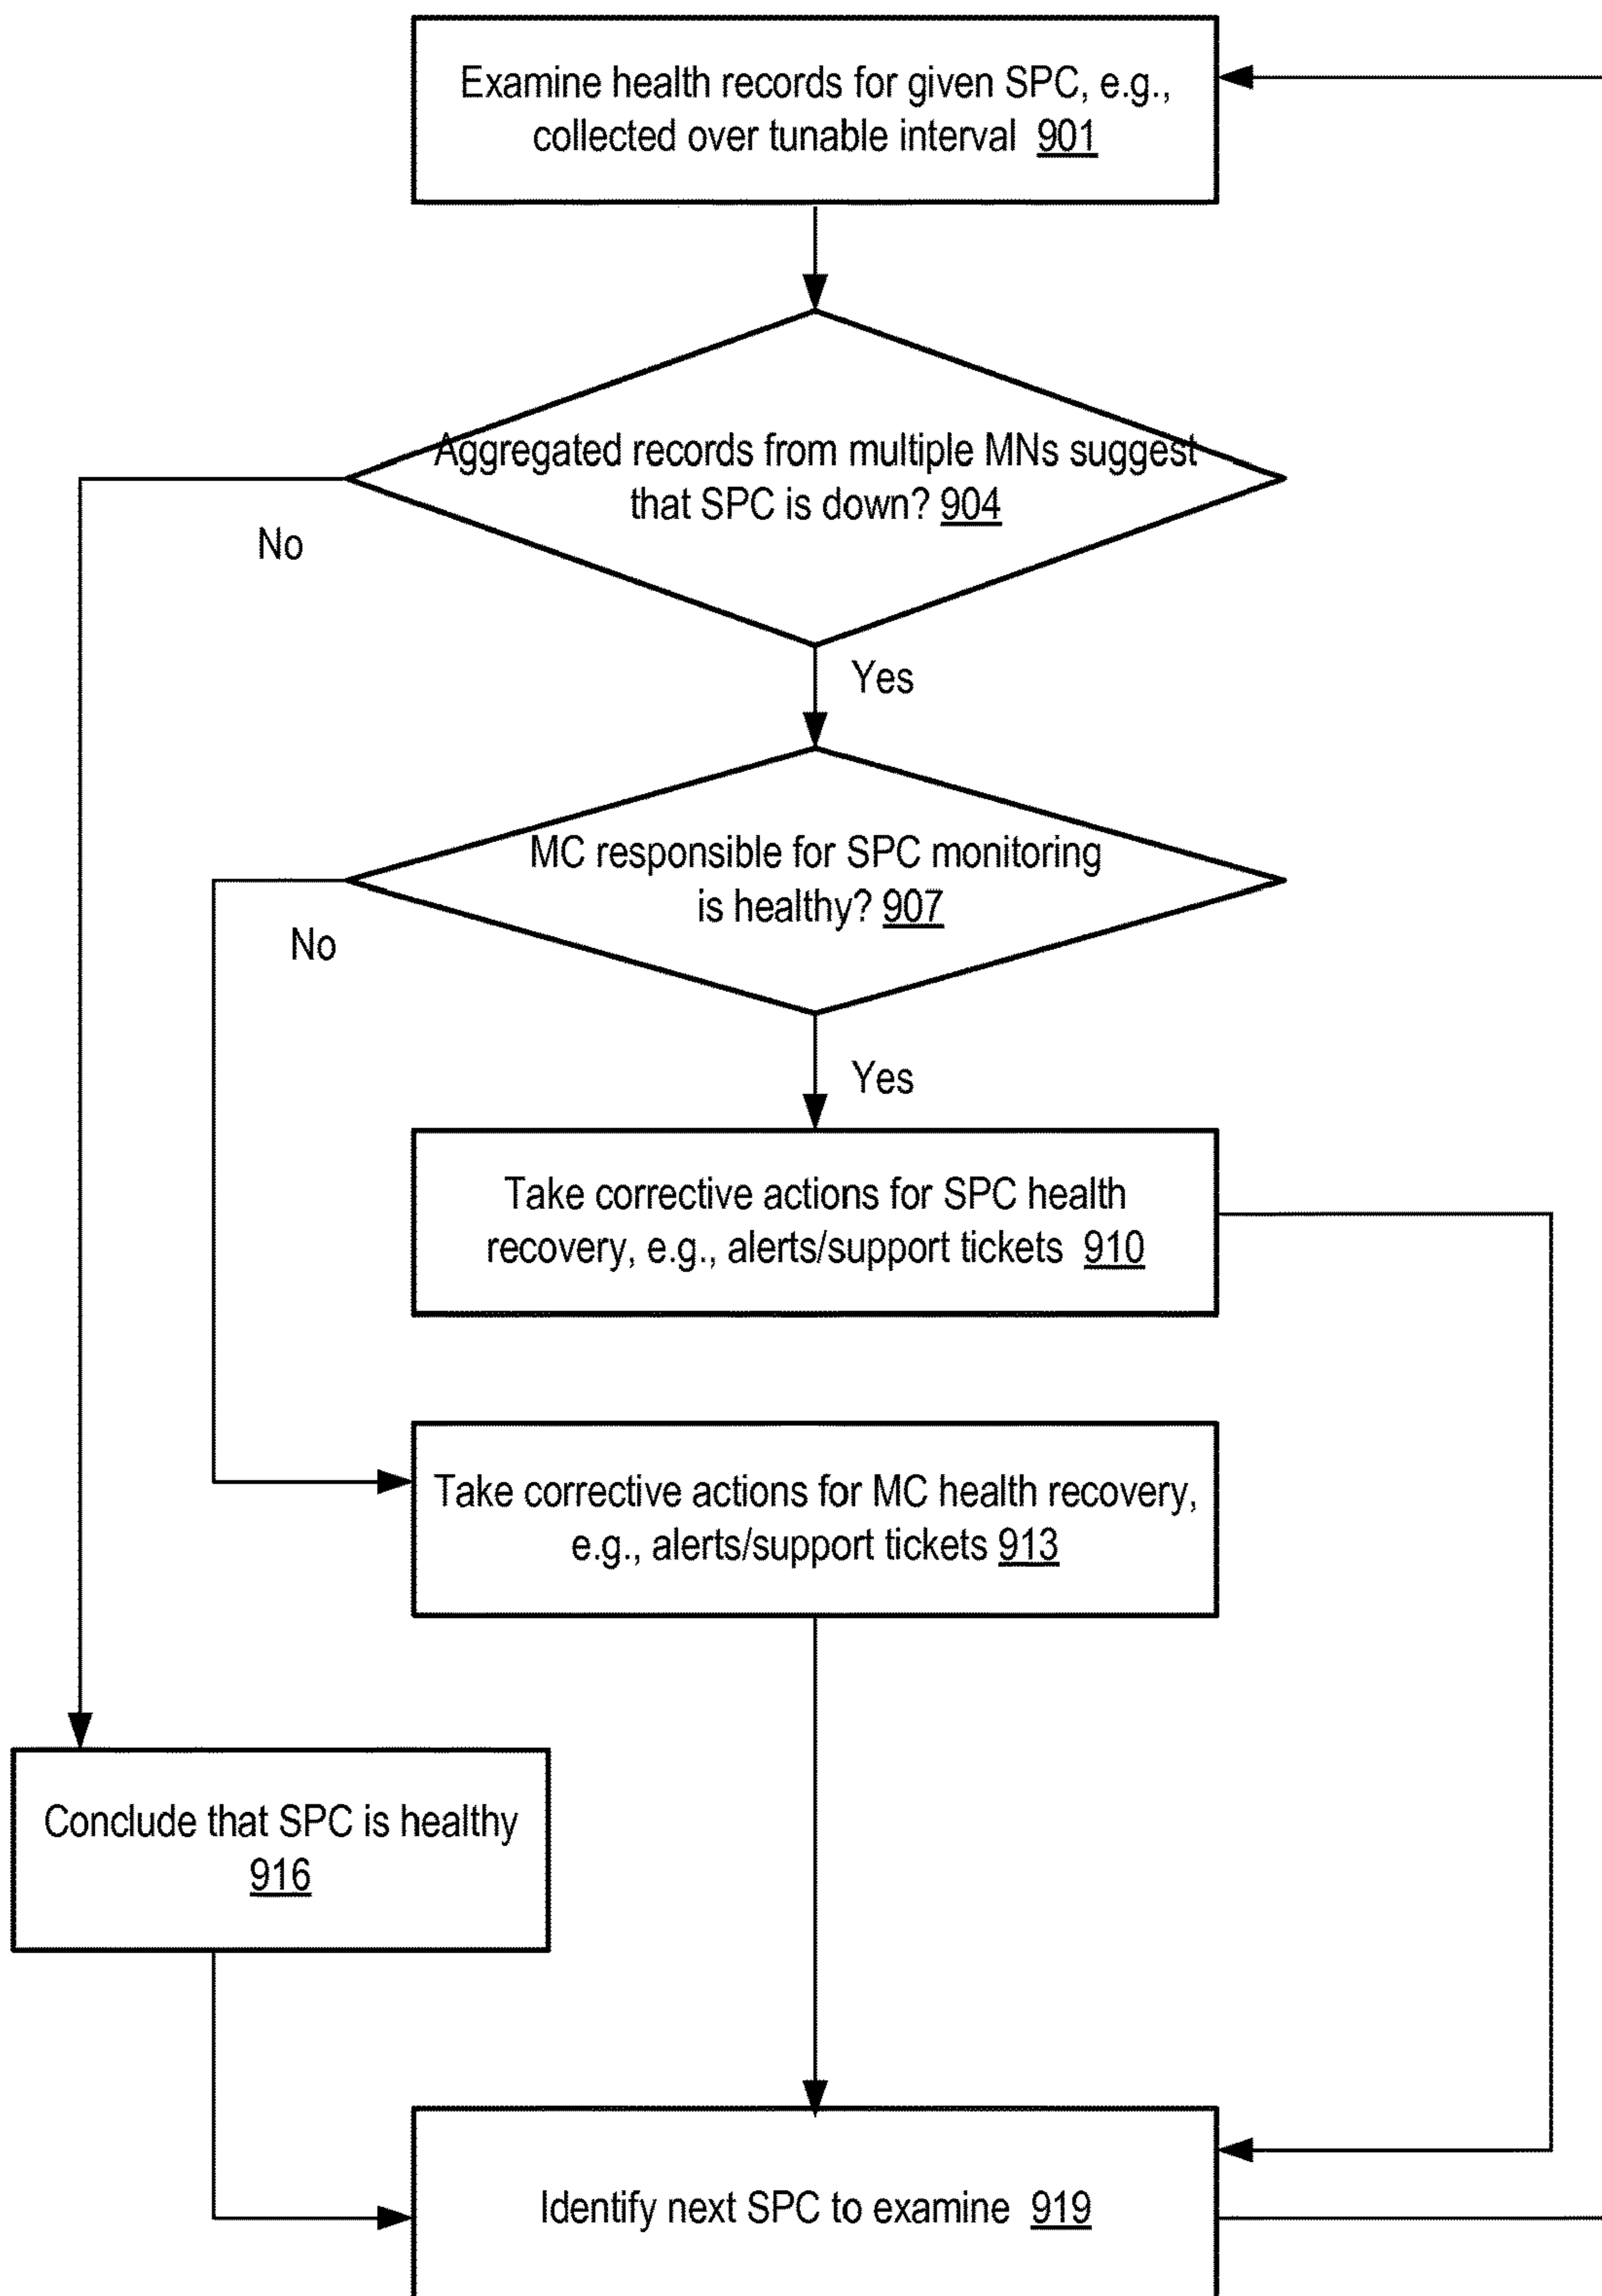 Examine health records for given SPC, e.g.,
collected over tunable interval 901
Aggregated records from multiple MNs suggest
that SPC is down? 904
No
Yes
MC responsible for SPC monitoring
is healthy? 907
No
Yes
Take corrective actions for SPC health
recovery, e.g., alerts/support tickets 910
Take corrective actions for MC health recovery,
e.g., alerts/support tickets 913
Conclude that SPC is healthy
916
Identify next SPC to examine 919